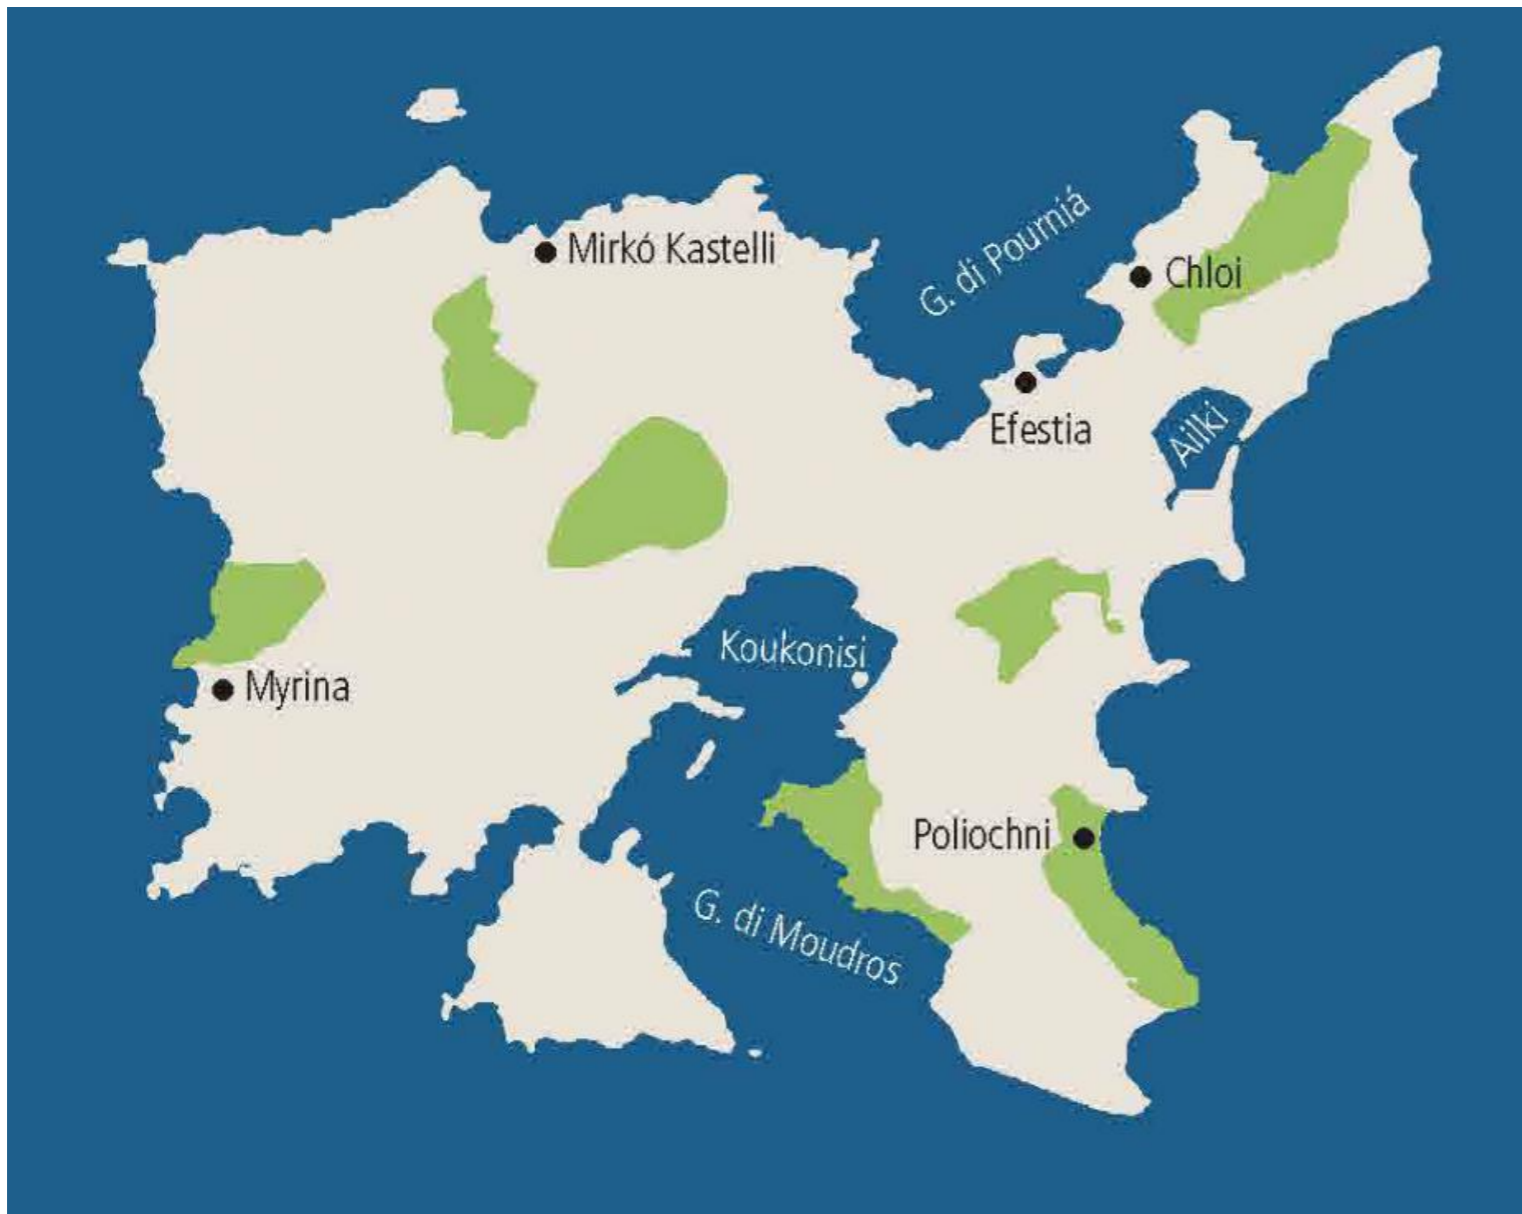 Mirkó Kastelli
G. di Pourniá
Chloi
Efestia
Ailki
Koukonisi
Myrina
Poliochni
G. di Moudros